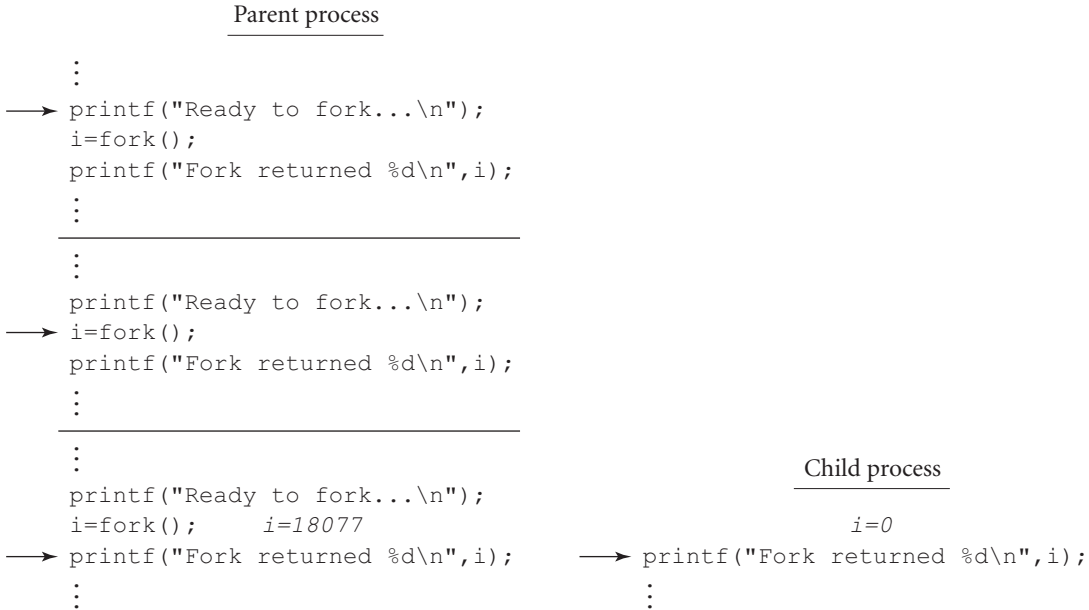 Parent process
⋮
printf("Ready to fork...\n");
i=fork();
printf("Fork returned %d\n",i);
⋮
⋮
printf("Ready to fork...\n");
i=fork();
printf("Fork returned %d\n",i);
⋮
⋮
Child process
printf("Ready to fork...\n");
i=fork(); i=18077 i=0
printf("Fork returned %d\n",i); printf("Fork returned %d\n",i);
⋮ ⋮